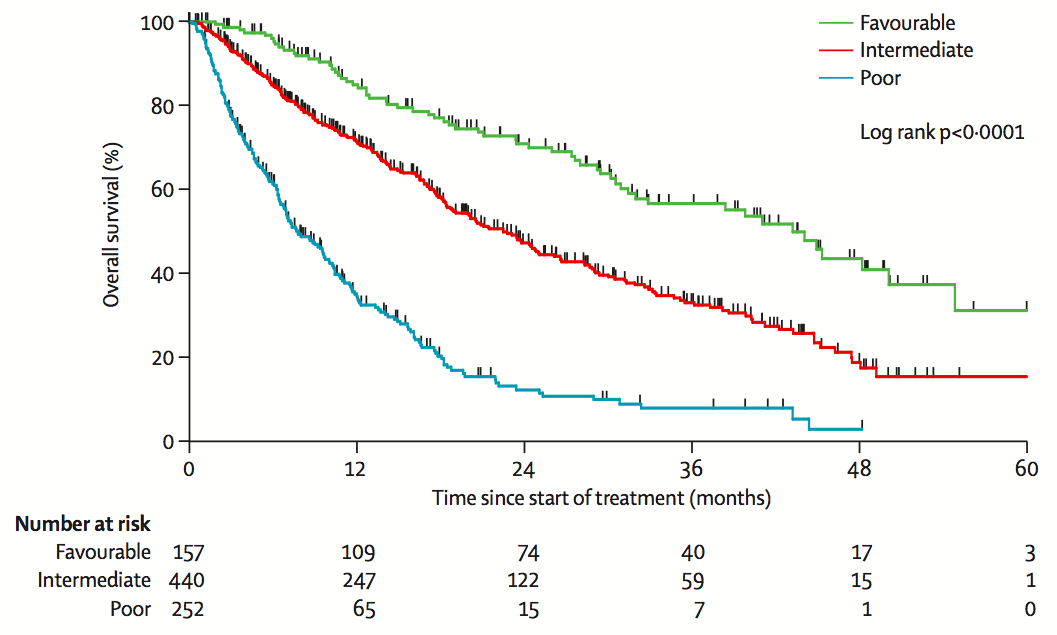 100
80
60
40
20
0
Overall survival (%)
Favourable
Intermediate
Poor
Log rank p<0·0001
0 12 24 36 48 60
Time since start of treatment (months)
Number at risk
Favourable 157 109 74 40 17 3
Intermediate 440 247 122 59 15 1
Poor 252 65 15 7 1 0